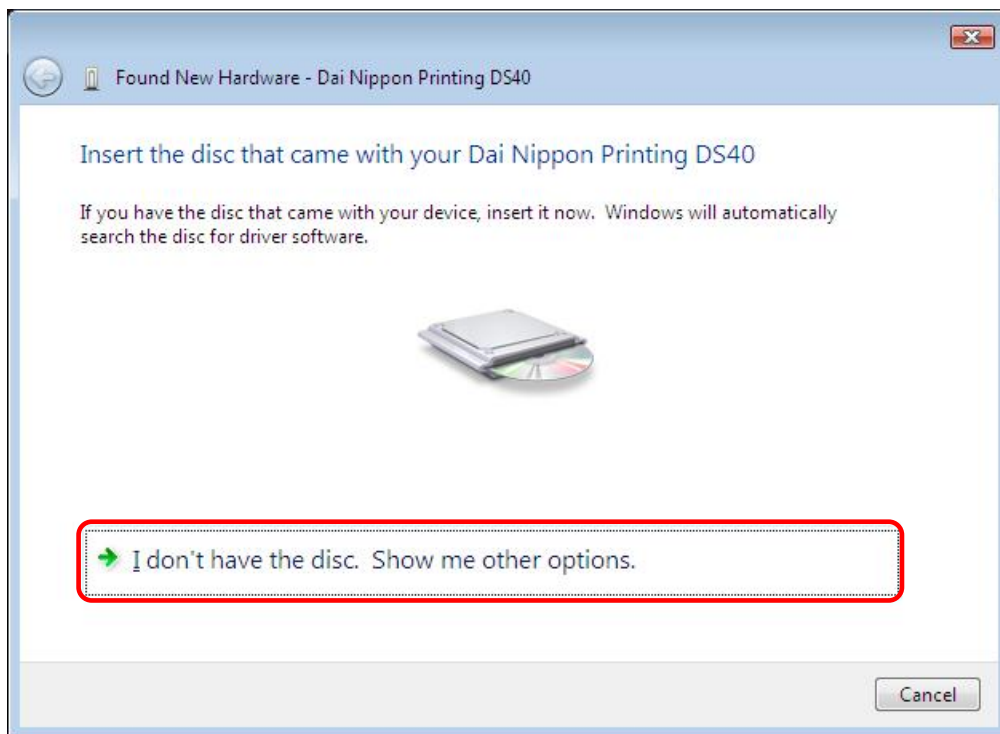 Found New Hardware - Dai Nippon Printing DS40
Insert the disc that came with your Dai Nippon Printing DS40
If you have the disc that came with your device, insert it now.  Windows will automatically
search the disc for driver software.
I don't have the disc.  Show me other options.
Cancel